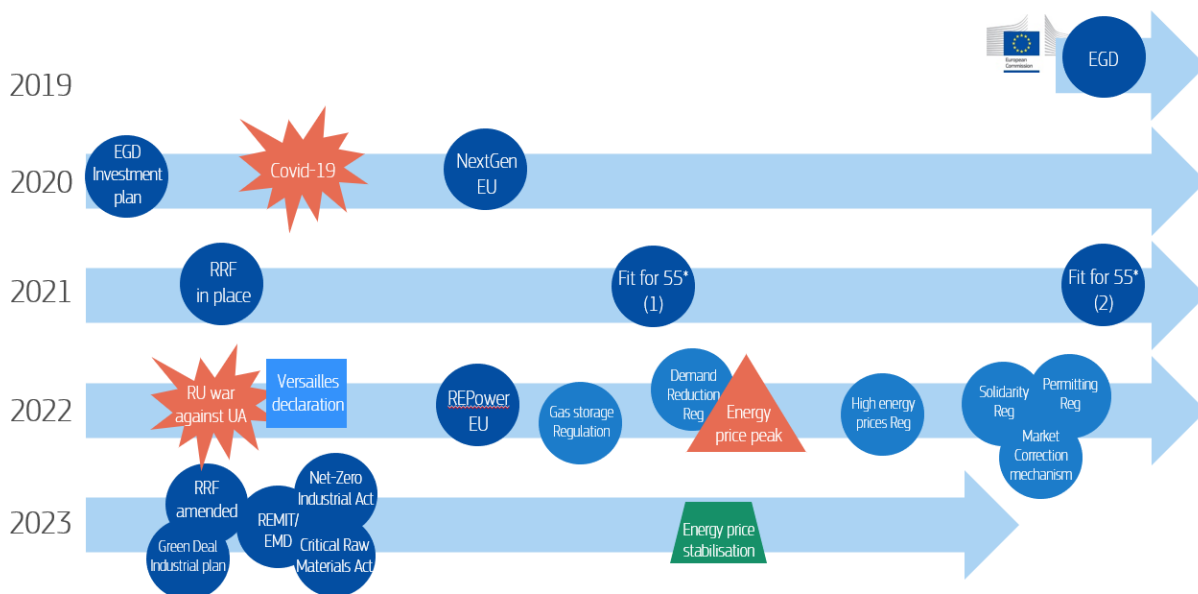 2019
European
Commission
EGD
2020
EGD
Investment
plan
Covid-19
NextGen
EU
2021
RRF
in place
Fit for 55*
(1)
Fit for 55*
(2)
2022
RU war
against UA
Versailles
declaration
REPower
EU
Gas storage
Regulation
Demand
Reduction
Reg
Energy
price peak
High energy
prices Reg
Solidarity
Reg
Permitting
Reg
Market
Correction
mechanism
2023
RRF
amended
Green Deal
Industrial plan
REMIT/
EMD
Net-Zero
Industrial Act
Critical Raw
Materials Act
Energy price
stabilisation